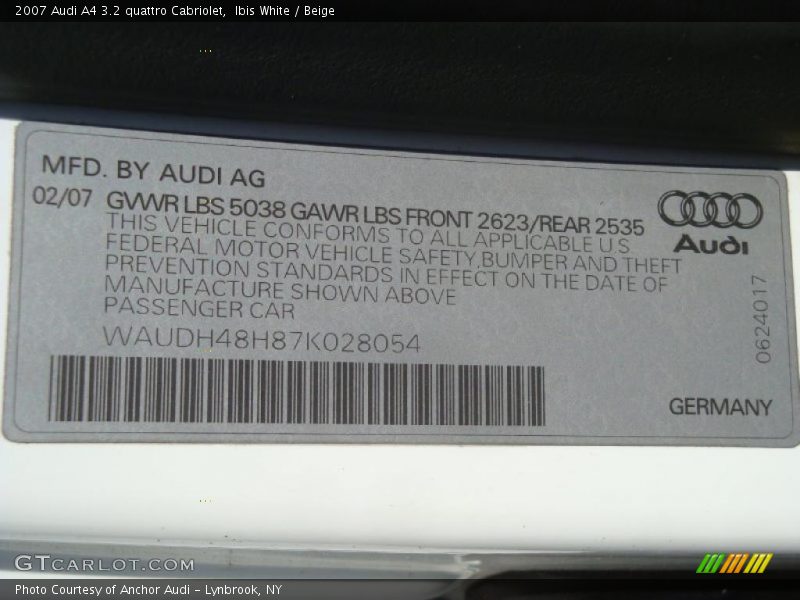 2007 Audi A4 3.2 quattro Cabriolet,  Ibis White / Beige
MFD. BY AUDI AG
02/07 GVWR LBS 5038 GAWR LBS FRONT 2623/REAR 2535
THIS VEHICLE CONFORMS TO ALL APPLICABLE U S
FEDERAL MOTOR VEHICLE SAFETY,BUMPER AND THEFT
PREVENTION STANDARDS IN EFFECT ON THE DATE OF
MANUFACTURE SHOWN ABOVE
PASSENGER CAR
WAUDH48H87K028054
Audi
0624017
GERMANY
GTCARLOT.COM
Photo Courtesy of Anchor Audi - Lynbrook, NY